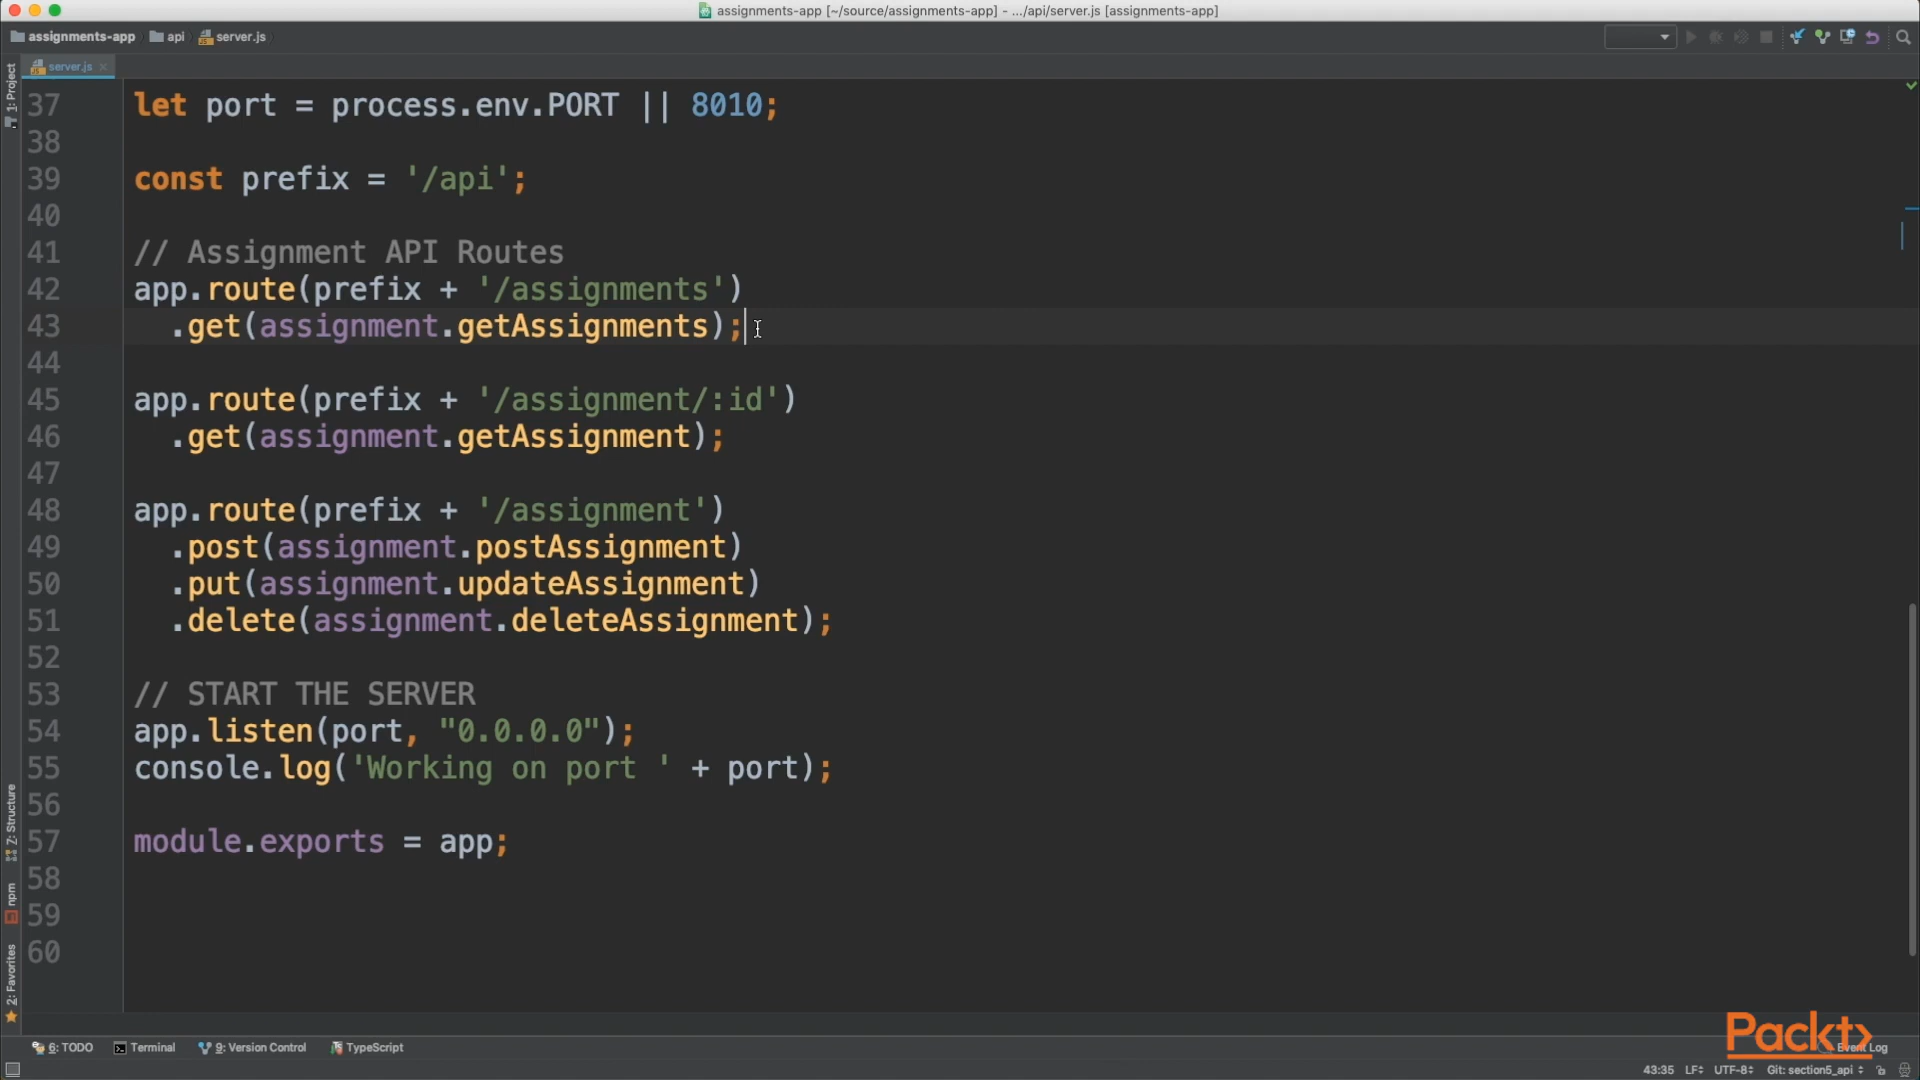 assignments-app [~/source/assignments-app] - .../api/server.js [assignments-app]
assignments-app api server.js
server.js
1: Project
37 let port = process.env.PORT || 8010;
38
39 const prefix = '/api';
40
41 // Assignment API Routes
42 app.route(prefix + '/assignments')
43 .get(assignment.getAssignments);
44
45 app.route(prefix + '/assignment/:id')
46 .get(assignment.getAssignment);
47
48 app.route(prefix + '/assignment')
49 .post(assignment.postAssignment)
50 .put(assignment.updateAssignment)
51 .delete(assignment.deleteAssignment);
52
53 // START THE SERVER
54 app.listen(port, "0.0.0.0");
55 console.log('Working on port ' + port);
56
57 module.exports = app;
58
59
60
Z: Structure
npm
2: Favorites
6: TODO Terminal 9: Version Control TypeScript
Packt>
Event Log
43:35 LF UTF-8 Git: section5_api